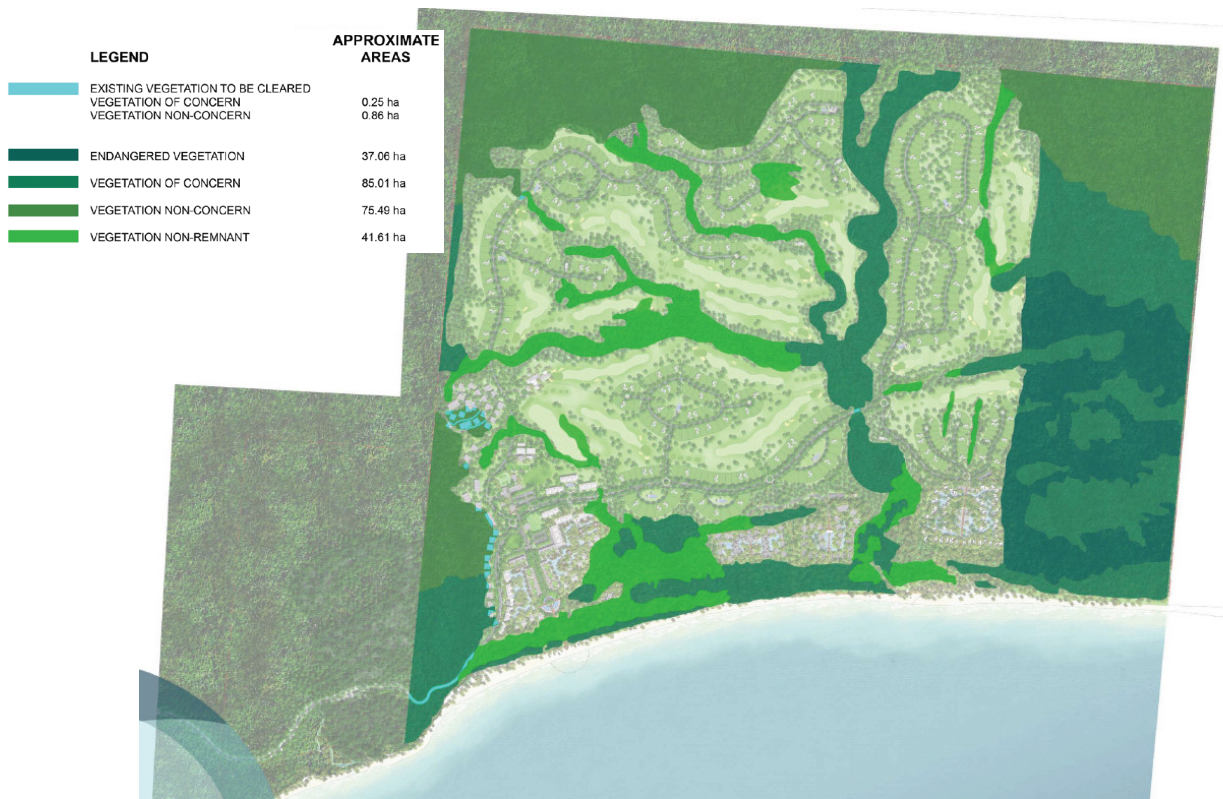 LEGEND
APPROXIMATE
AREAS
EXISTING VEGETATION TO BE CLEARED
VEGETATION OF CONCERN 0.25 ha
VEGETATION NON-CONCERN 0.86 ha
ENDANGERED VEGETATION 37.06 ha
VEGETATION OF CONCERN 85.01 ha
VEGETATION NON-CONCERN 75.49 ha
VEGETATION NON-REMNANT 41.61 ha